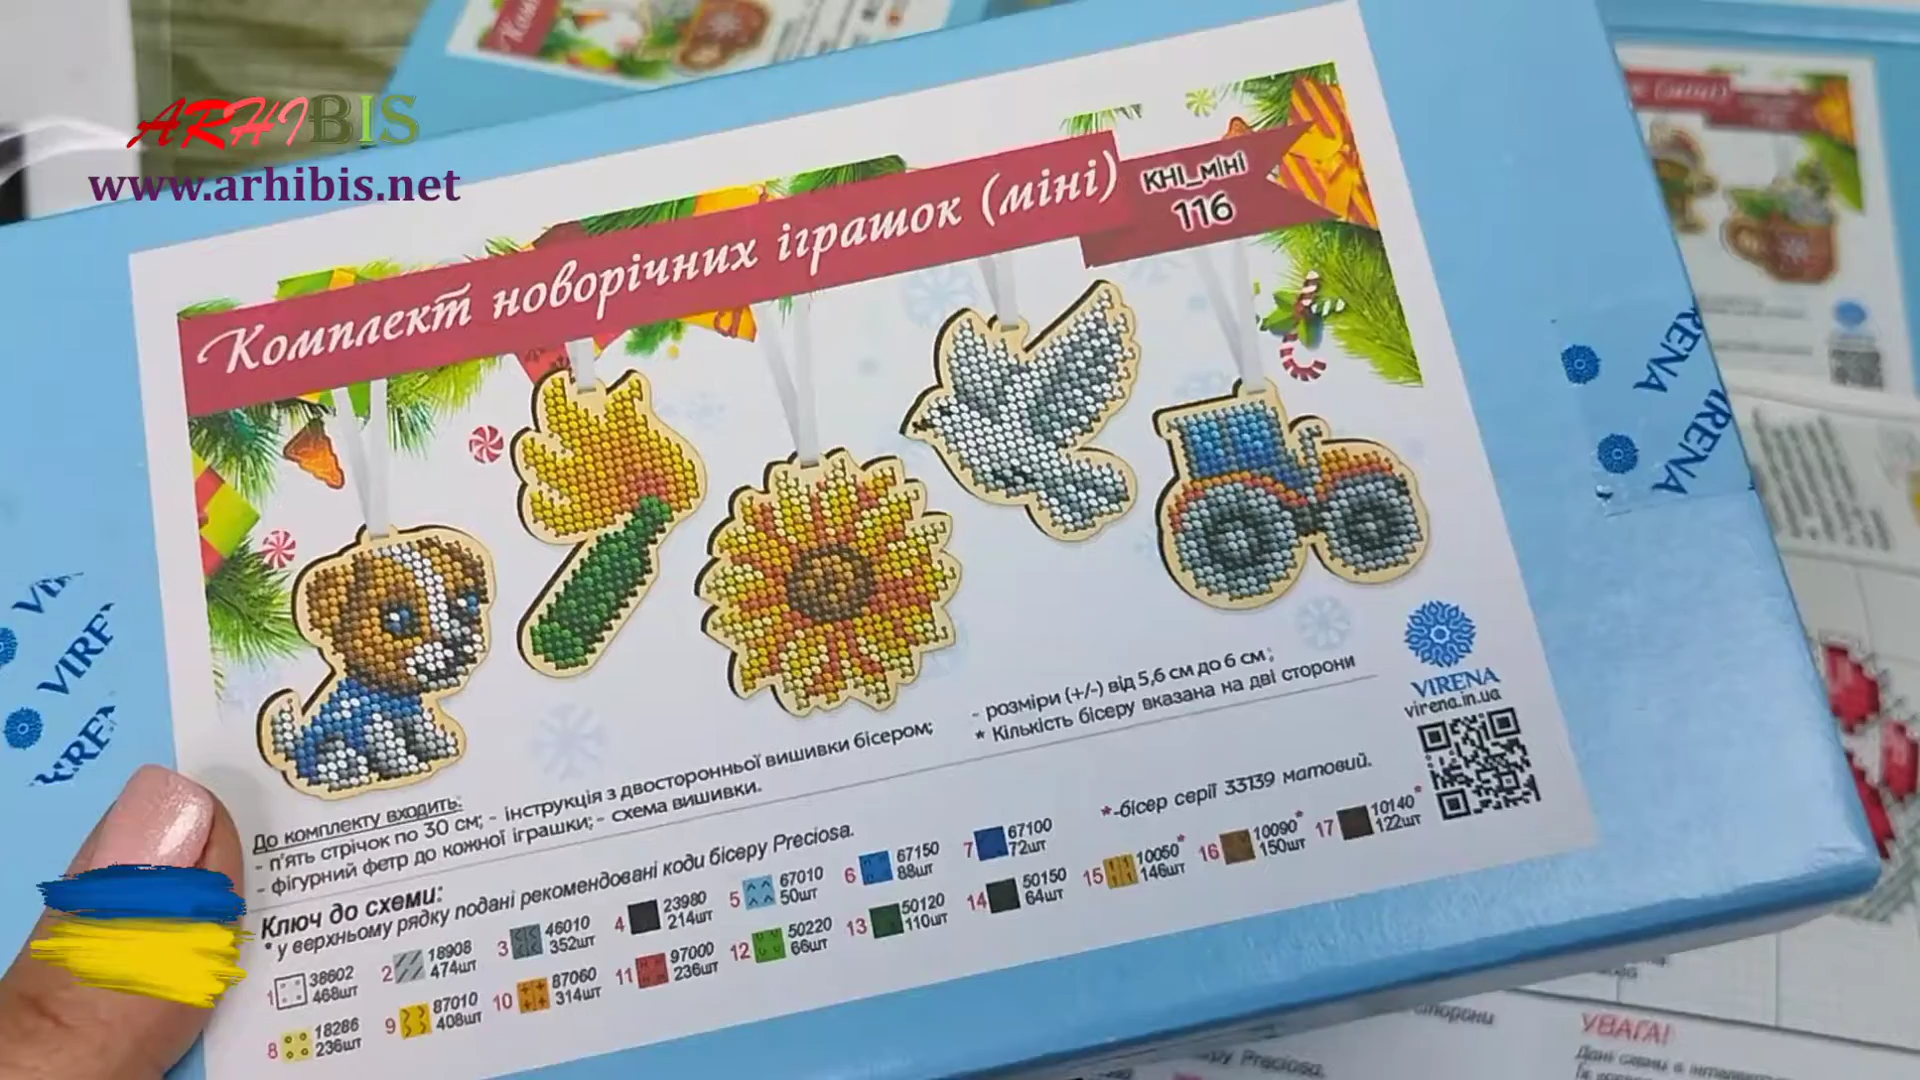 ARHIBIS
www.arhibis.net
Комплект новорічних іграшок (міні)
КНІ_міні
116
VIRENA
virena.in.ua
До комплекту входить:
- п'ять стрічок по 30 см; - інструкція з двосторонньої вишивки бісером;
- фігурний фетр до кожної іграшки; - схема вишивки.
- розміри (+/-) від 5,6 см до 6 см;
* Кількість бісеру вказана на дві сторони
Ключ до схеми:
* у верхньому рядку подані рекомендовані коди бісеру Preciosa.
*-бісер серії 33139 матовий.
1 38602 468шт
2 18908 474шт
3 46010 352шт
4 23980 214шт
5 67010 50шт
6 67150 88шт
7 67100 72шт
8 18286 236шт
9 87010 408шт
10 87060 314шт
11 97000 236шт
12 50220 66шт
13 50120 110шт
14 50150 64шт
15 10050* 146шт
16 10090* 150шт
17 10140* 122шт
VIRENA
VIRENA
УВАГА!